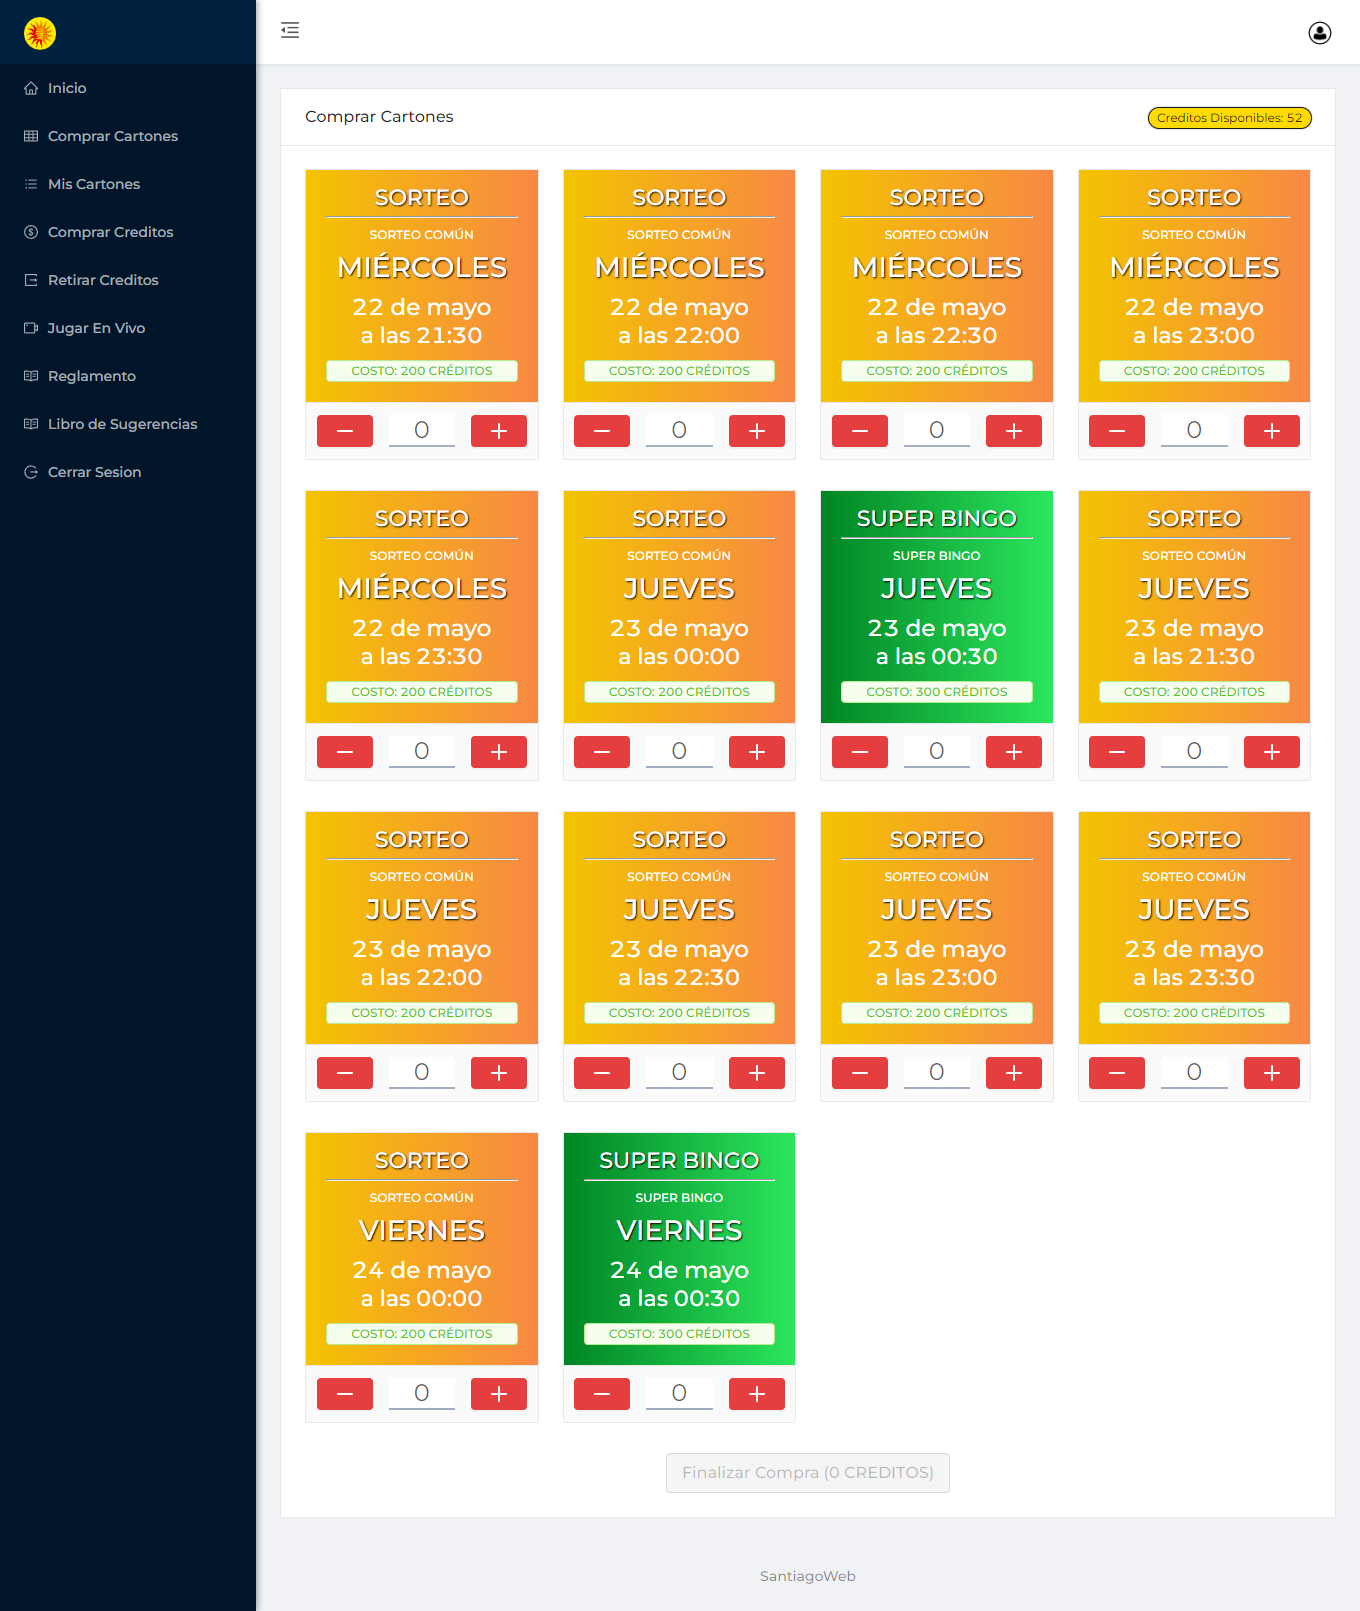 Inicio
Comprar Cartones
Mis Cartones
Comprar Creditos
Retirar Creditos
Jugar En Vivo
Reglamento
Libro de Sugerencias
Cerrar Sesion
Comprar Cartones
Creditos Disponibles: 52
SORTEO
SORTEO COMÚN
MIÉRCOLES
22 de mayo
a las 21:30
COSTO: 200 CRÉDITOS
0
SORTEO
SORTEO COMÚN
MIÉRCOLES
22 de mayo
a las 22:00
COSTO: 200 CRÉDITOS
0
SORTEO
SORTEO COMÚN
MIÉRCOLES
22 de mayo
a las 22:30
COSTO: 200 CRÉDITOS
0
SORTEO
SORTEO COMÚN
MIÉRCOLES
22 de mayo
a las 23:00
COSTO: 200 CRÉDITOS
0
SORTEO
SORTEO COMÚN
MIÉRCOLES
22 de mayo
a las 23:30
COSTO: 200 CRÉDITOS
0
SORTEO
SORTEO COMÚN
JUEVES
23 de mayo
a las 00:00
COSTO: 200 CRÉDITOS
0
SUPER BINGO
SUPER BINGO
JUEVES
23 de mayo
a las 00:30
COSTO: 300 CRÉDITOS
0
SORTEO
SORTEO COMÚN
JUEVES
23 de mayo
a las 21:30
COSTO: 200 CRÉDITOS
0
SORTEO
SORTEO COMÚN
JUEVES
23 de mayo
a las 22:00
COSTO: 200 CRÉDITOS
0
SORTEO
SORTEO COMÚN
JUEVES
23 de mayo
a las 22:30
COSTO: 200 CRÉDITOS
0
SORTEO
SORTEO COMÚN
JUEVES
23 de mayo
a las 23:00
COSTO: 200 CRÉDITOS
0
SORTEO
SORTEO COMÚN
JUEVES
23 de mayo
a las 23:30
COSTO: 200 CRÉDITOS
0
SORTEO
SORTEO COMÚN
VIERNES
24 de mayo
a las 00:00
COSTO: 200 CRÉDITOS
0
SUPER BINGO
SUPER BINGO
VIERNES
24 de mayo
a las 00:30
COSTO: 300 CRÉDITOS
0
Finalizar Compra (0 CREDITOS)
SantiagoWeb